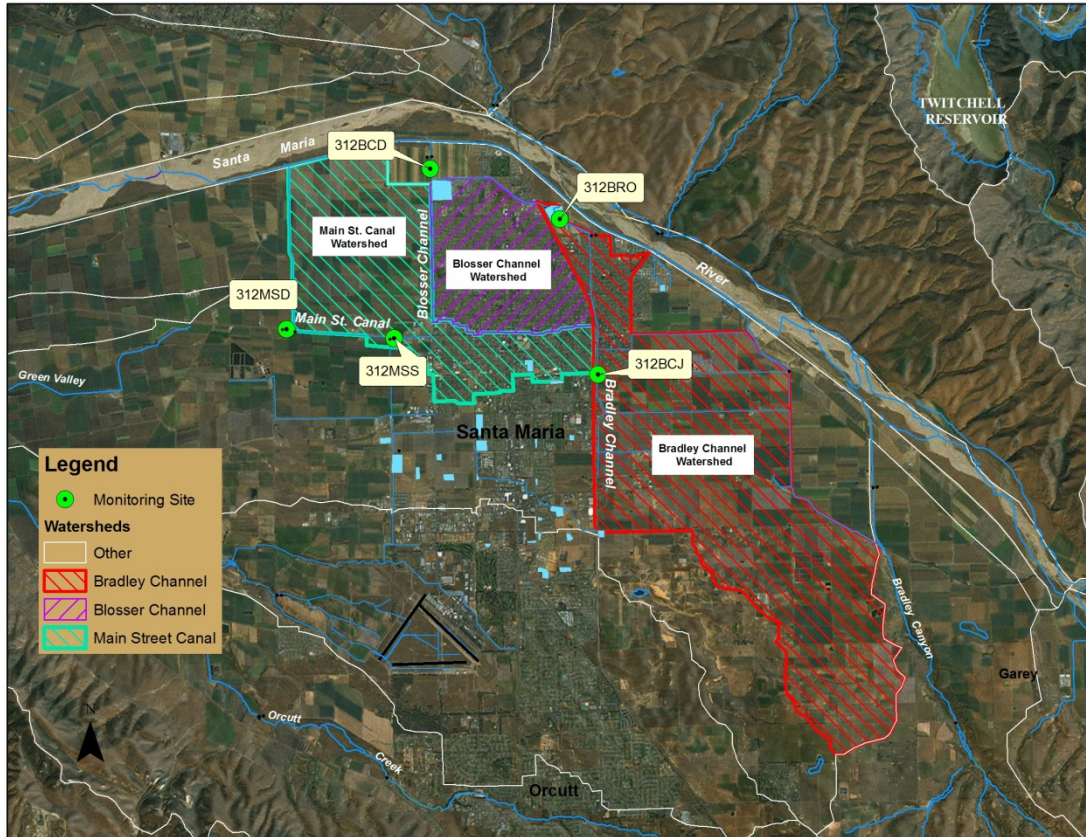 TWITCHELL
RESERVOIR
Santa Maria
312BCD
312BRO
Main St. Canal
Watershed
Blosser Channel
Blosser Channel
Watershed
River
312MSD
Main St. Canal
312MSS
312BCJ
Green Valley
Bradley Channel
Santa Maria
Bradley Channel
Watershed
Legend
Monitoring Site
Watersheds
Other
Bradley Channel
Blosser Channel
Main Street Canal
Bradley Canyon
Garey
N
Orcutt
Creek
Orcutt